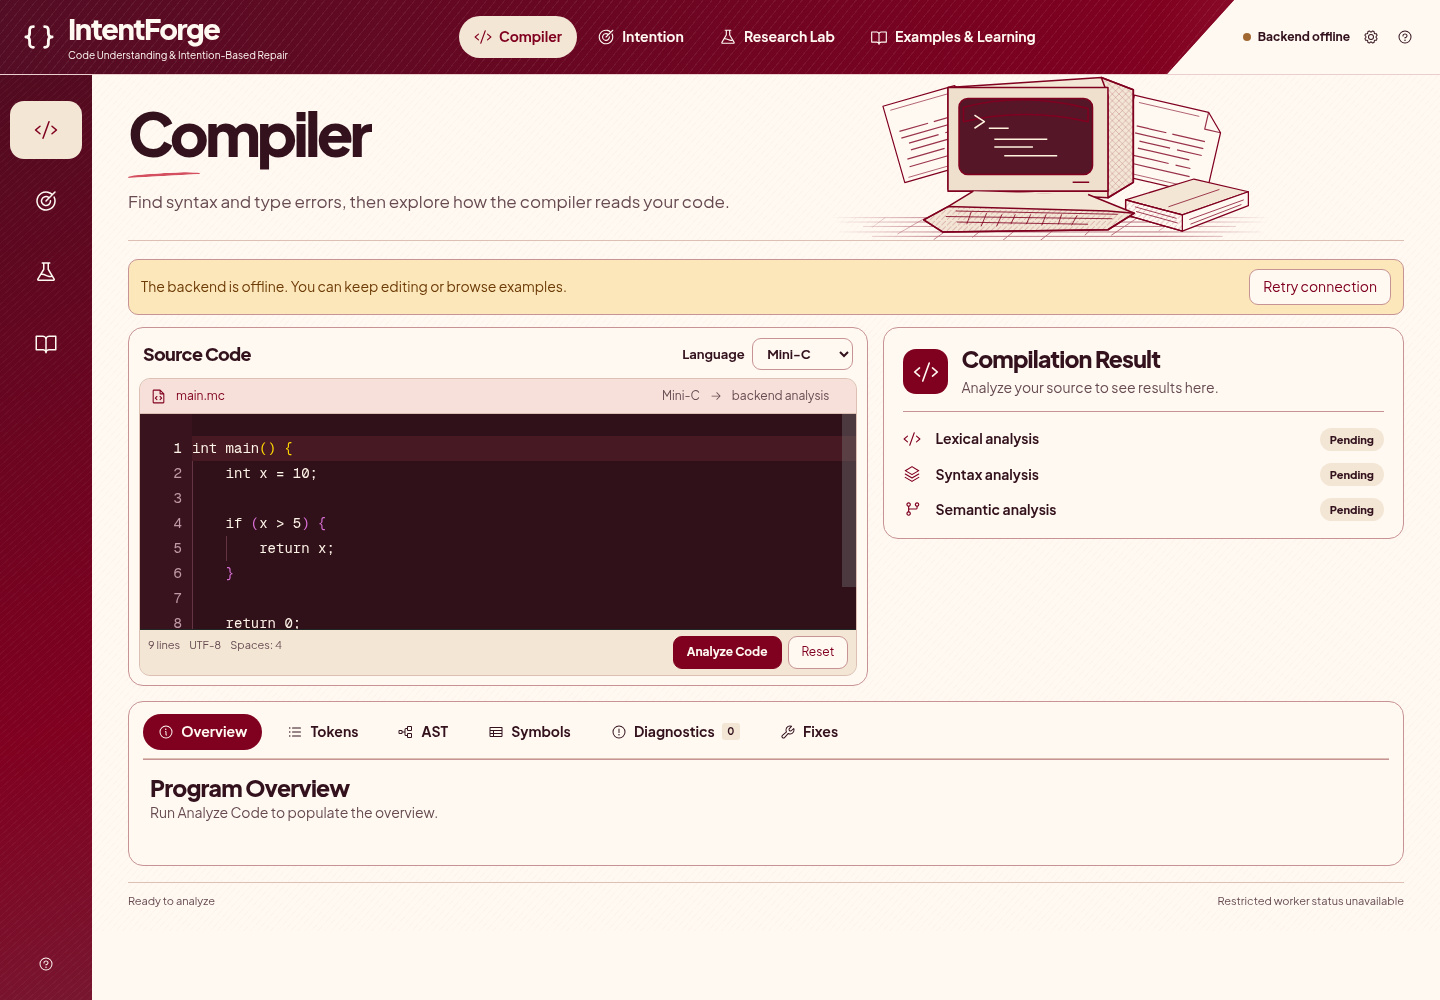 { } IntentForge
Code Understanding & Intention-Based Repair
Compiler
Intention
Research Lab
Examples & Learning
Backend offline
Compiler
Find syntax and type errors, then explore how the compiler reads your code.
The backend is offline. You can keep editing or browse examples.
Retry connection
Source Code
Language
Mini-C
main.mc
Mini-C → backend analysis
1 int main() {
2     int x = 10;
3
4     if (x > 5) {
5         return x;
6     }
7
8     return 0;
9 lines UTF-8 Spaces: 4
Analyze Code
Reset
Compilation Result
Analyze your source to see results here.
Lexical analysis Pending
Syntax analysis Pending
Semantic analysis Pending
Overview
Tokens
AST
Symbols
Diagnostics 0
Fixes
Program Overview
Run Analyze Code to populate the overview.
Ready to analyze
Restricted worker status unavailable